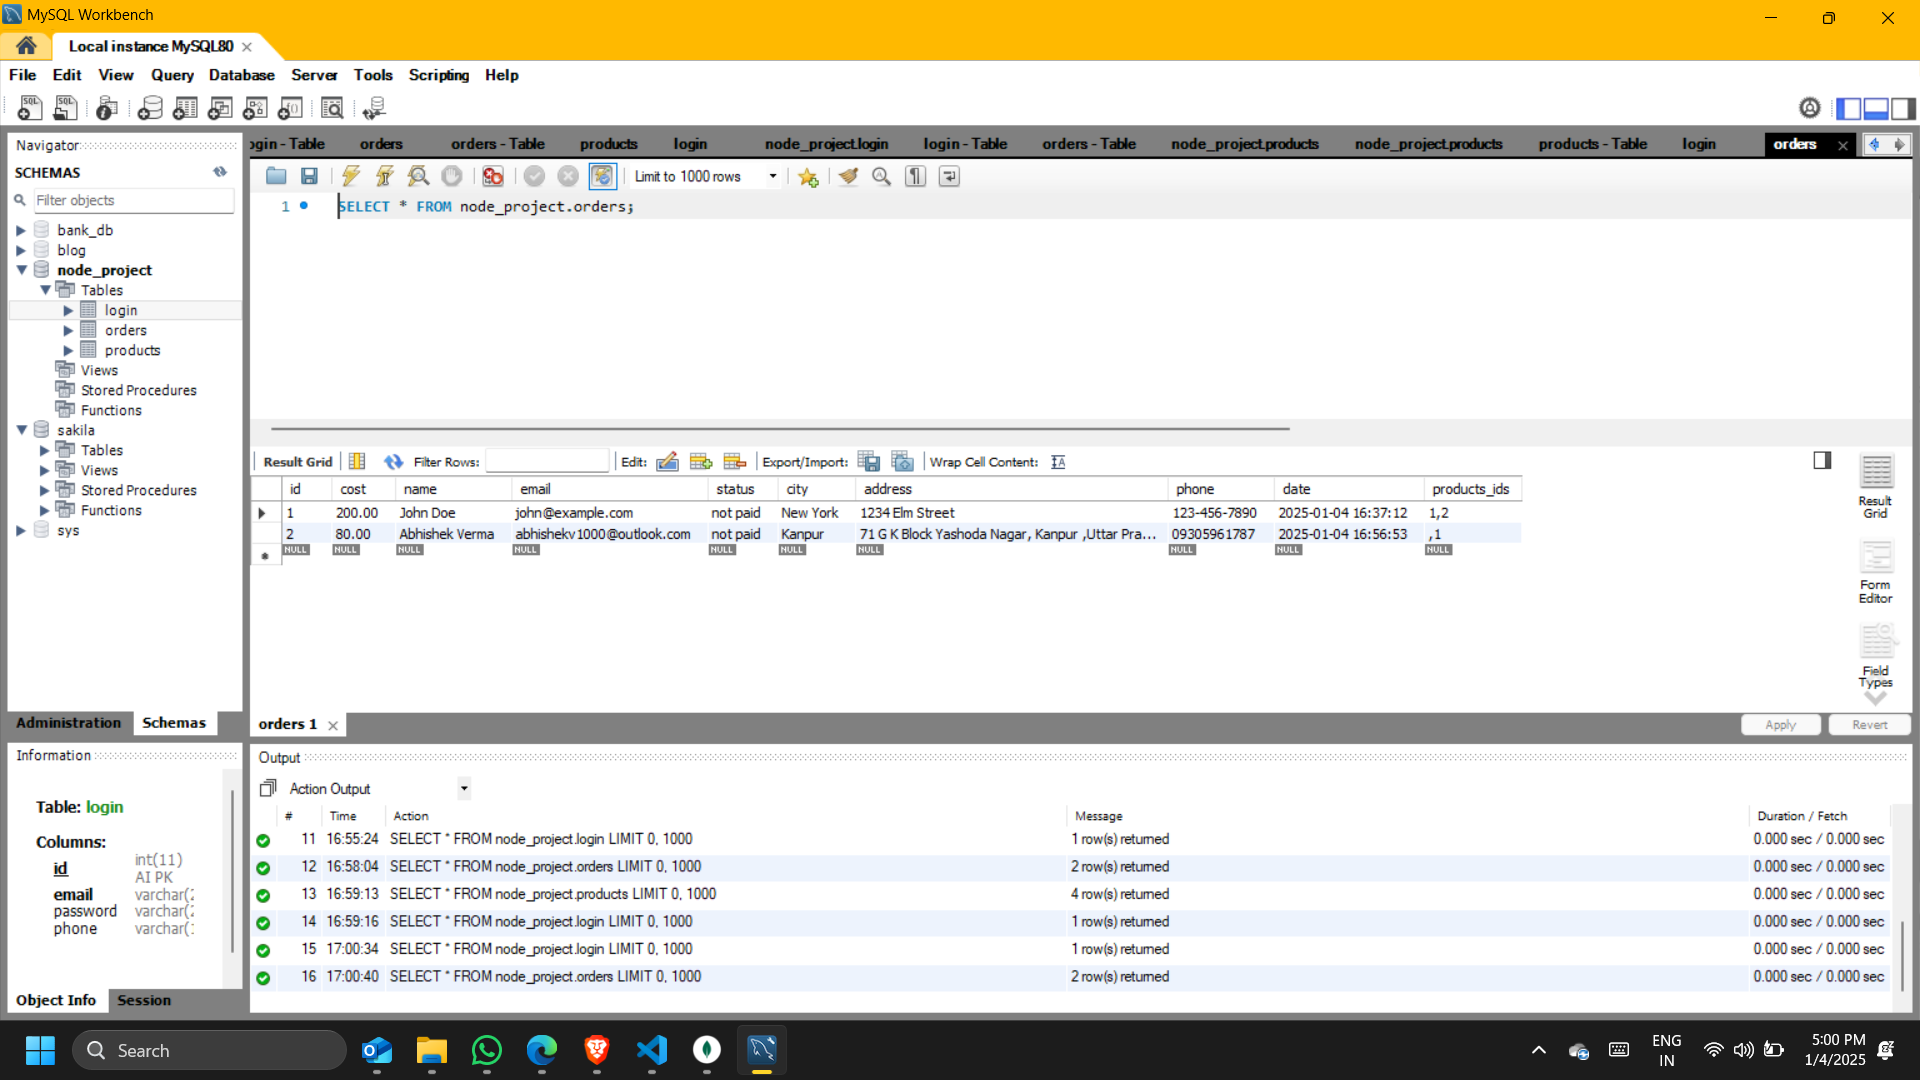 MySQL Workbench
Local instance MySQL80
File Edit View Query Database Server Tools Scripting Help
Navigator
SCHEMAS
Filter objects
bank_db
blog
node_project
Tables
login
orders
products
Views
Stored Procedures
Functions
sakila
Tables
Views
Stored Procedures
Functions
sys
Administration Schemas
Information
Table: login
Columns:
id int(11) AI PK
email varchar(2
password varchar(2
phone varchar(
Object Info Session
ogin - Table orders orders - Table products login node_project.login login - Table orders - Table node_project.products node_project.products products - Table login orders
Limit to 1000 rows
1 SELECT * FROM node_project.orders;
Result Grid Filter Rows: Edit: Export/Import: Wrap Cell Content:
id cost name email status city address phone date products_ids
1 200.00 John Doe john@example.com not paid New York 1234 Elm Street 123-456-7890 2025-01-04 16:37:12 1,2
2 80.00 Abhishek Verma abhishekv1000@outlook.com not paid Kanpur 71 G K Block Yashoda Nagar, Kanpur ,Uttar Pra... 09305961787 2025-01-04 16:56:53 ,1
NULL NULL NULL NULL NULL NULL NULL NULL NULL NULL
Result Grid
Form Editor
Field Types
orders 1
Apply Revert
Output
Action Output
# Time Action Message Duration / Fetch
11 16:55:24 SELECT * FROM node_project.login LIMIT 0, 1000 1 row(s) returned 0.000 sec / 0.000 sec
12 16:58:04 SELECT * FROM node_project.orders LIMIT 0, 1000 2 row(s) returned 0.000 sec / 0.000 sec
13 16:59:13 SELECT * FROM node_project.products LIMIT 0, 1000 4 row(s) returned 0.000 sec / 0.000 sec
14 16:59:16 SELECT * FROM node_project.login LIMIT 0, 1000 1 row(s) returned 0.000 sec / 0.000 sec
15 17:00:34 SELECT * FROM node_project.login LIMIT 0, 1000 1 row(s) returned 0.000 sec / 0.000 sec
16 17:00:40 SELECT * FROM node_project.orders LIMIT 0, 1000 2 row(s) returned 0.000 sec / 0.000 sec
Search
ENG
IN
5:00 PM
1/4/2025